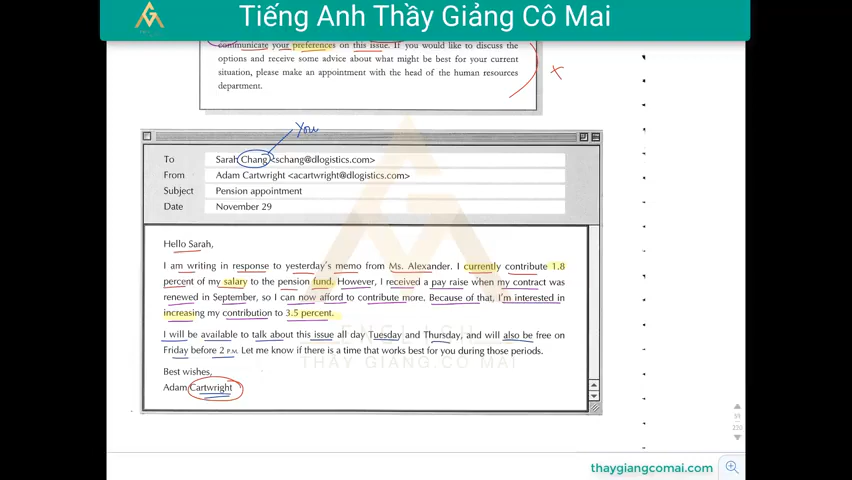 Tiếng Anh Thầy Giảng Cô Mai
communicate your preferences on this issue. If you would like to discuss the
options and receive some advice about what might be best for your current
situation, please make an appointment with the head of the human resources
department.
You
To Sarah Chang <schang@dlogistics.com>
From Adam Cartwright <acartwright@dlogistics.com>
Subject Pension appointment
Date November 29
Hello Sarah,
I am writing in response to yesterday's memo from Ms. Alexander. I currently contribute 1.8
percent of my salary to the pension fund. However, I received a pay raise when my contract was
renewed in September, so I can now afford to contribute more. Because of that, I'm interested in
increasing my contribution to 3.5 percent.
I will be available to talk about this issue all day Tuesday and Thursday, and will also be free on
Friday before 2 P.M. Let me know if there is a time that works best for you during those periods.
THẦY GIẢNG.CÔ MAI
Best wishes,
Adam Cartwright
59
220
thaygiangcomai.com